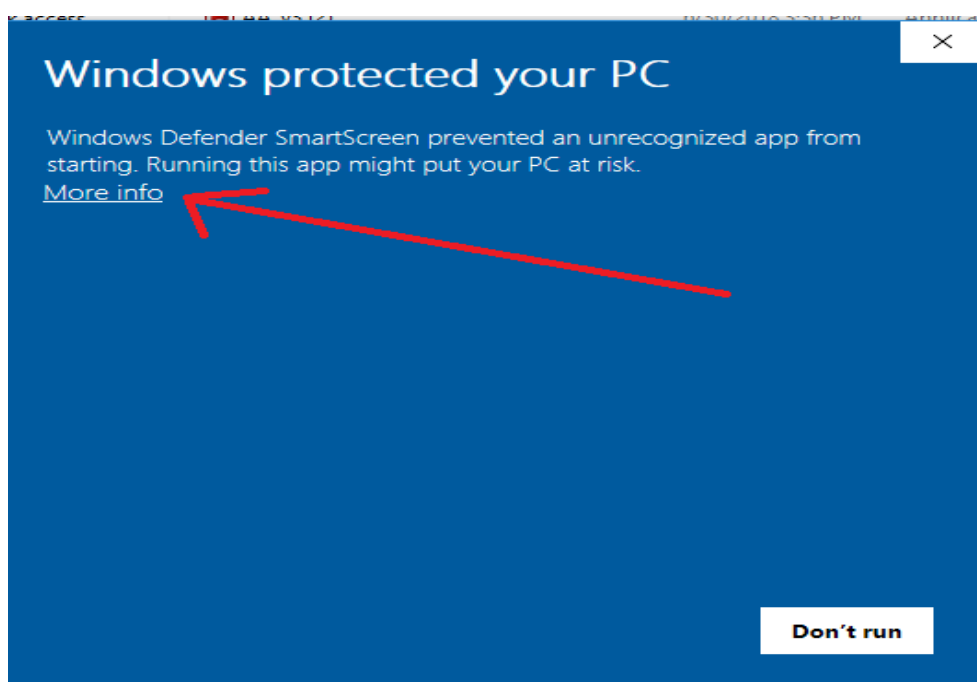 Windows protected your PC
Windows Defender SmartScreen prevented an unrecognized app from
starting. Running this app might put your PC at risk.
More info
Don't run